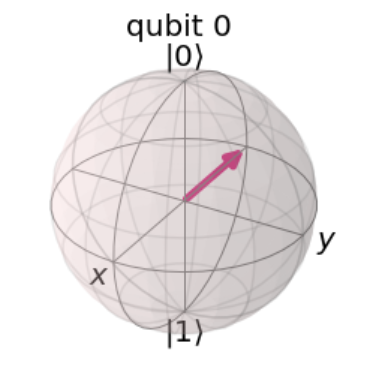 qubit 0
|0⟩
x
y
|1⟩